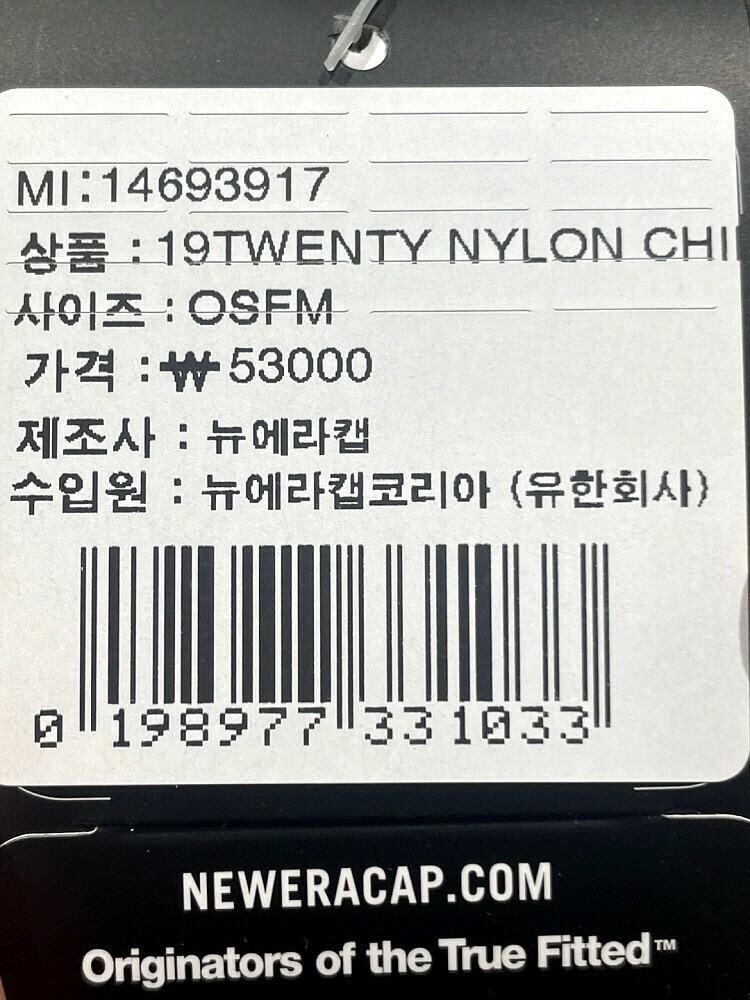 MI:14693917
상품 : 19TWENTY NYLON
사이즈 : OSFM
가격 : ₩ 53000
제조사 : 뉴에라캡
수입원 : 뉴에라캡코리아 (유한회사)
0 198977 331033
NEWERACAP.COM
Originators of the True Fitted™